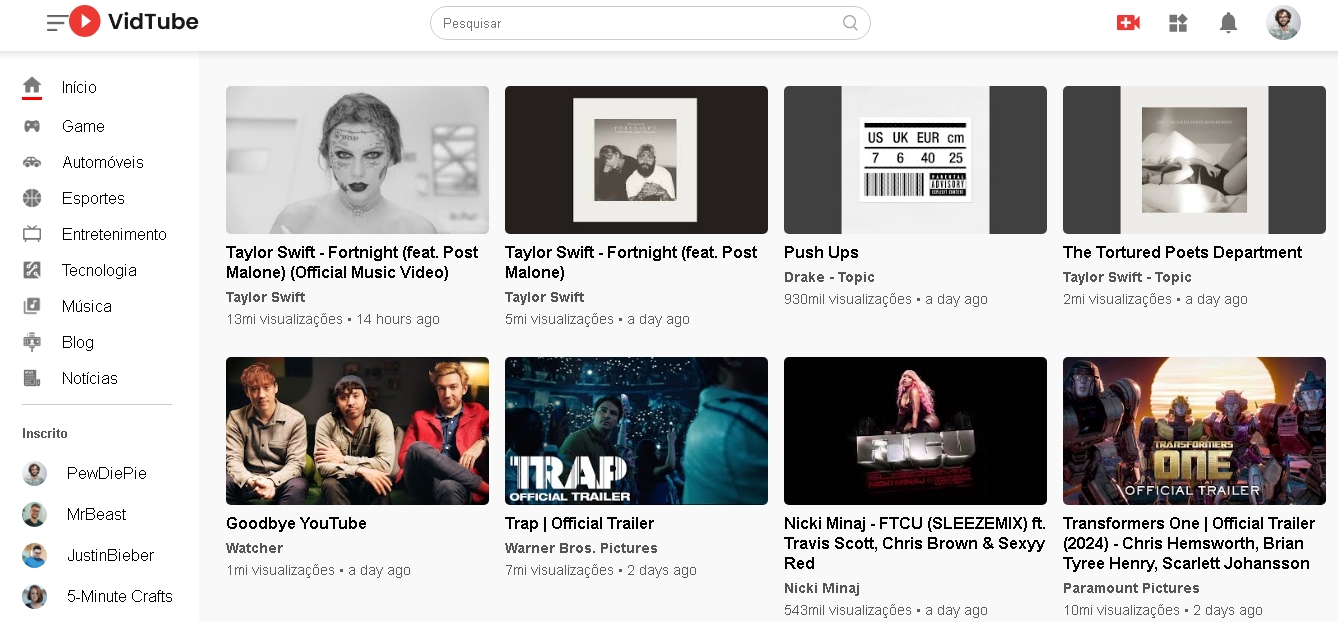 VidTube
Pesquisar
Início
Game
Automóveis
Esportes
Entretenimento
Tecnologia
Música
Blog
Notícias
Inscrito
PewDiePie
MrBeast
JustinBieber
5-Minute Crafts
FORTNIGHT
Taylor Swift - Fortnight (feat. Post
Malone) (Official Music Video)
Taylor Swift
13mi visualizações • 14 hours ago
Taylor Swift - Fortnight (feat. Post
Malone)
Taylor Swift
5mi visualizações • a day ago
US UK EUR cm
7 6 40 25
PARENTAL
ADVISORY
EXPLICIT CONTENT
Push Ups
Drake - Topic
930mil visualizações • a day ago
THE TORTURED POETS DEPARTMENT
The Tortured Poets Department
Taylor Swift - Topic
2mi visualizações • a day ago
Goodbye YouTube
Watcher
1mi visualizações • a day ago
TRAP
OFFICIAL TRAILER
Trap | Official Trailer
Warner Bros. Pictures
7mi visualizações • 2 days ago
FTCU
SLEEZEMIX
Nicki Minaj - FTCU (SLEEZEMIX) ft.
Travis Scott, Chris Brown & Sexyy
Red
Nicki Minaj
543mil visualizações • a day ago
TRANSFORMERS
ONE
OFFICIAL TRAILER
Transformers One | Official Trailer
(2024) - Chris Hemsworth, Brian
Tyree Henry, Scarlett Johansson
Paramount Pictures
10mi visualizações • 2 days ago